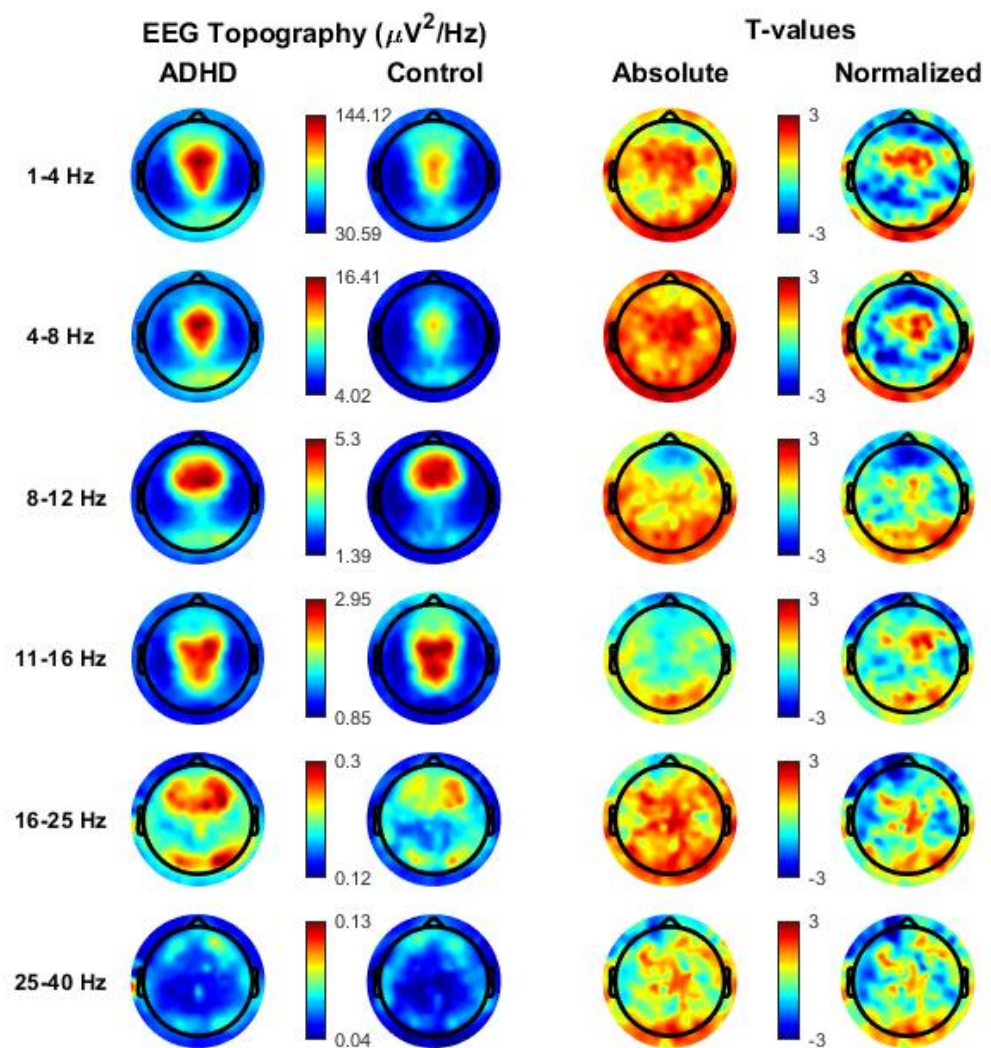 EEG Topography (μV²/Hz)
T-values
ADHD
Control
Absolute
Normalized
1-4 Hz
144.12
30.59
3
-3
4-8 Hz
16.41
4.02
3
-3
8-12 Hz
5.3
1.39
3
-3
11-16 Hz
2.95
0.85
3
-3
16-25 Hz
0.3
0.12
3
-3
25-40 Hz
0.13
0.04
3
-3